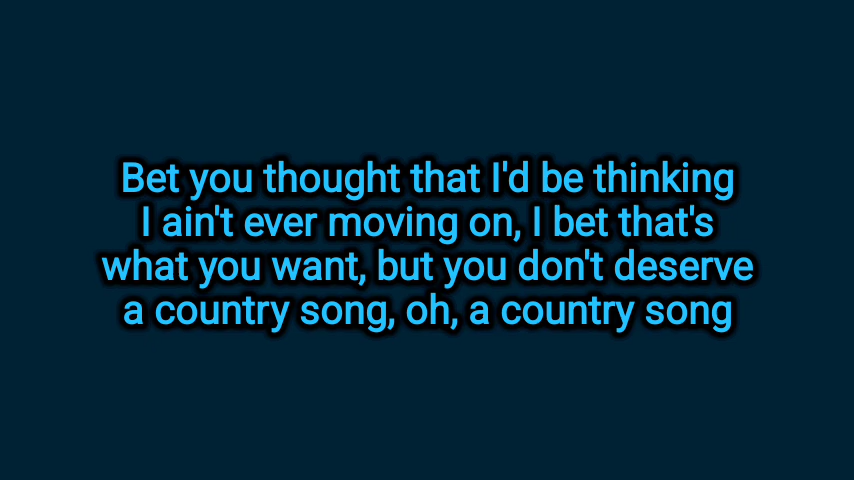 Bet you thought that I'd be thinking
I ain't ever moving on, I bet that's
what you want, but you don't deserve
a country song, oh, a country song